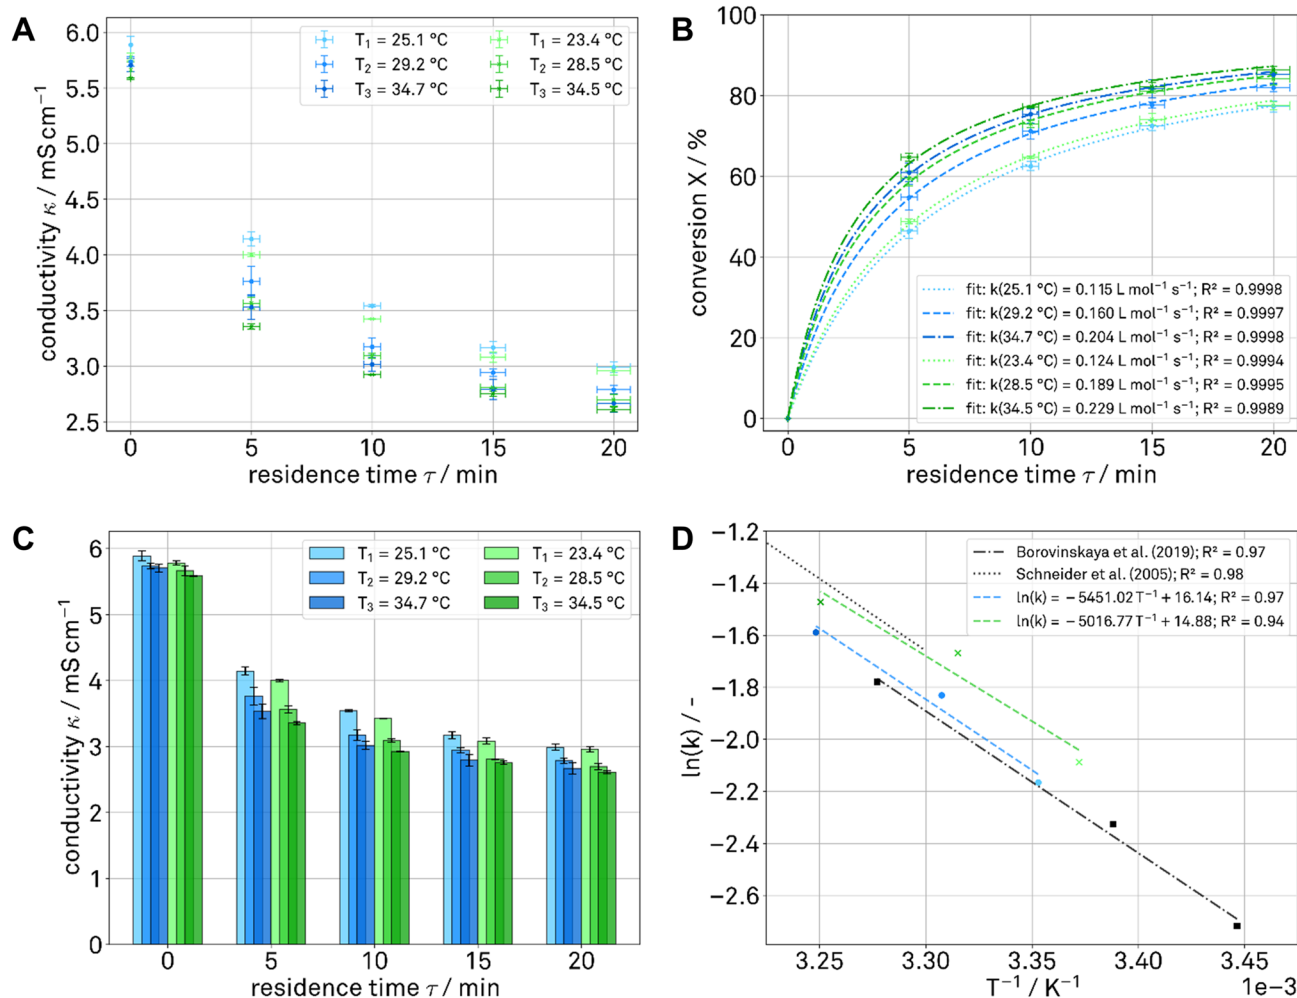 A
conductivity κ / mS cm⁻¹
6.0
5.5
5.0
4.5
4.0
3.5
3.0
2.5
T₁ = 25.1 °C
T₂ = 29.2 °C
T₃ = 34.7 °C
T₁ = 23.4 °C
T₂ = 28.5 °C
T₃ = 34.5 °C
0 5 10 15 20
residence time τ / min
B
conversion X / %
100
80
60
40
20
0
fit: k(25.1 °C) = 0.115 L mol⁻¹ s⁻¹; R² = 0.9998
fit: k(29.2 °C) = 0.160 L mol⁻¹ s⁻¹; R² = 0.9997
fit: k(34.7 °C) = 0.204 L mol⁻¹ s⁻¹; R² = 0.9998
fit: k(23.4 °C) = 0.124 L mol⁻¹ s⁻¹; R² = 0.9994
fit: k(28.5 °C) = 0.189 L mol⁻¹ s⁻¹; R² = 0.9995
fit: k(34.5 °C) = 0.229 L mol⁻¹ s⁻¹; R² = 0.9989
0 5 10 15 20
residence time τ / min
C
conductivity κ / mS cm⁻¹
6
5
4
3
2
1
0
T₁ = 25.1 °C
T₂ = 29.2 °C
T₃ = 34.7 °C
T₁ = 23.4 °C
T₂ = 28.5 °C
T₃ = 34.5 °C
0 5 10 15 20
residence time τ / min
D
ln(k) / -
−1.2
−1.4
−1.6
−1.8
−2.0
−2.2
−2.4
−2.6
Borovinskaya et al. (2019); R² = 0.97
Schneider et al. (2005); R² = 0.98
ln(k) = −5451.02 T⁻¹ + 16.14; R² = 0.97
ln(k) = −5016.77 T⁻¹ + 14.88; R² = 0.94
3.25 3.30 3.35 3.40 3.45
1e−3
T⁻¹ / K⁻¹